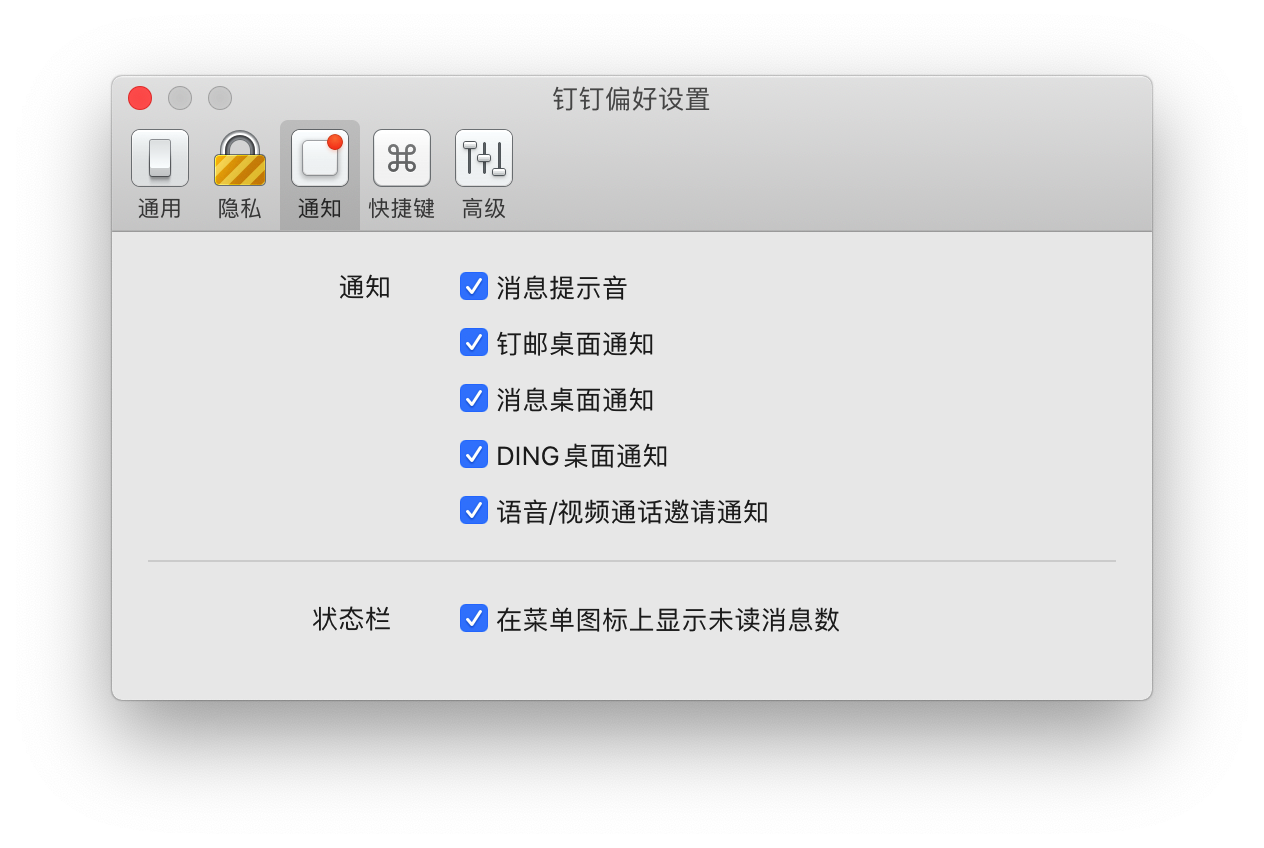 钉钉偏好设置
通用 隐私 通知 快捷键 高级
通知 消息提示音
钉邮桌面通知
消息桌面通知
DING 桌面通知
语音/视频通话邀请通知
状态栏 在菜单图标上显示未读消息数